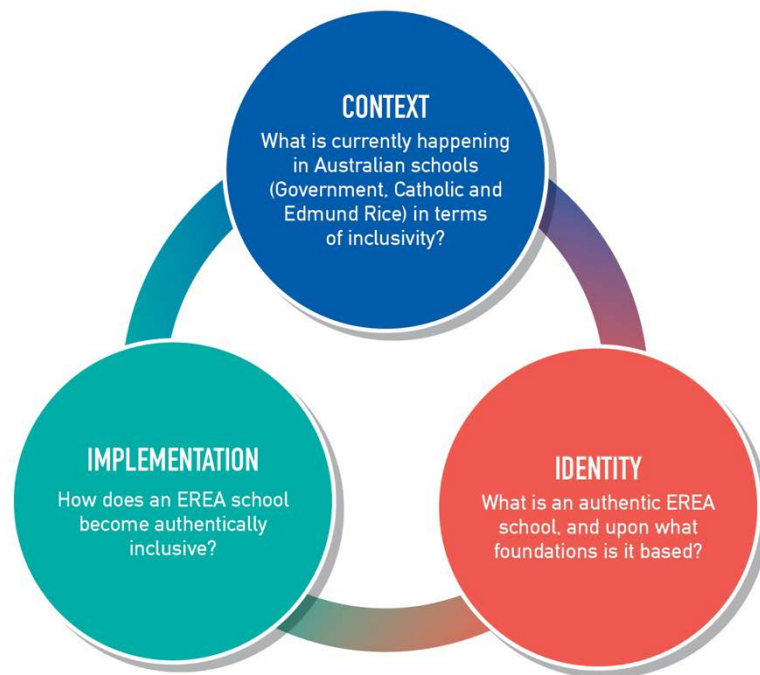 CONTEXT
What is currently happening
in Australian schools
(Government, Catholic and
Edmund Rice) in terms
of inclusivity?
IMPLEMENTATION
How does an EREA school
become authentically
inclusive?
IDENTITY
What is an authentic EREA
school, and upon what
foundations is it based?